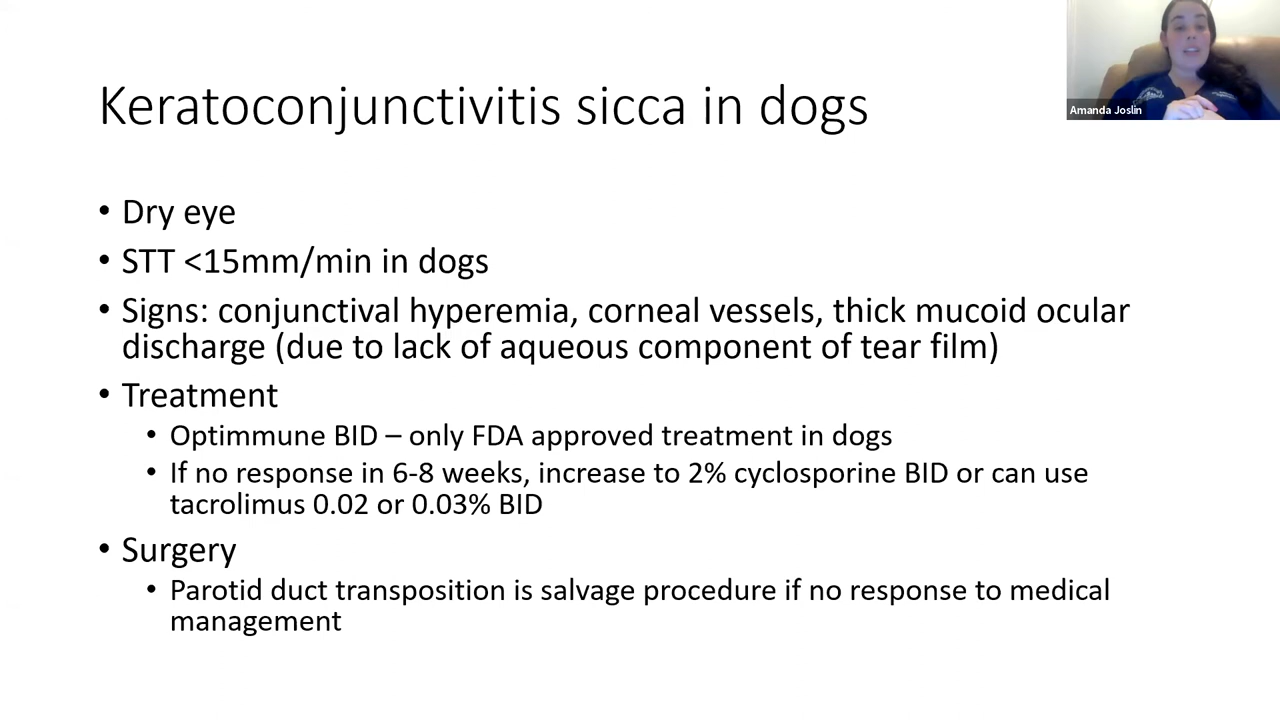 Keratoconjunctivitis sicca in dogs
Amanda Joslin
• Dry eye
• STT <15mm/min in dogs
• Signs: conjunctival hyperemia, corneal vessels, thick mucoid ocular
discharge (due to lack of aqueous component of tear film)
• Treatment
• Optimmune BID – only FDA approved treatment in dogs
• If no response in 6-8 weeks, increase to 2% cyclosporine BID or can use
tacrolimus 0.02 or 0.03% BID
• Surgery
• Parotid duct transposition is salvage procedure if no response to medical
management